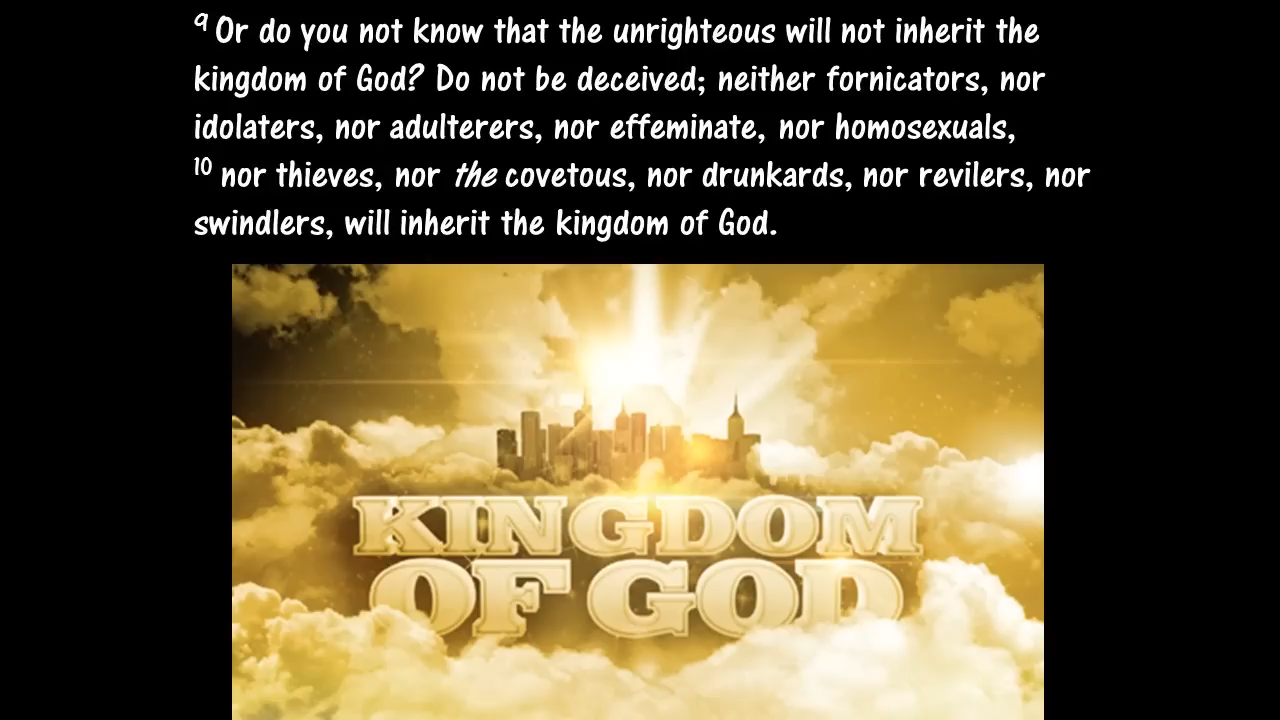 9 Or do you not know that the unrighteous will not inherit the
kingdom of God? Do not be deceived; neither fornicators, nor
idolaters, nor adulterers, nor effeminate, nor homosexuals,
10 nor thieves, nor the covetous, nor drunkards, nor revilers, nor
swindlers, will inherit the kingdom of God.
KINGDOM
OF GOD